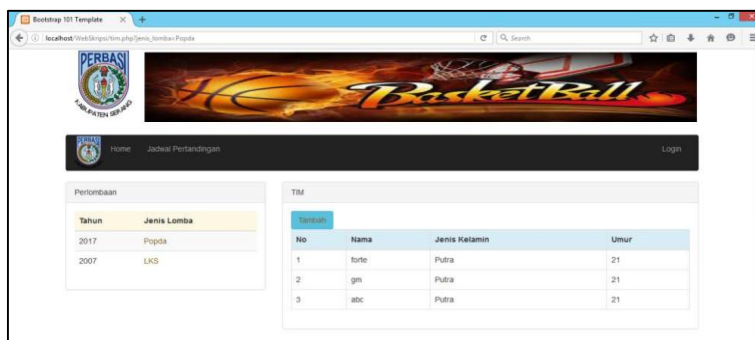 Bootstrap 101 Template
localhost/WebSkripsi/tim.php?jenis_lomba=Popda
Search
PERBASI
KABUPATEN SERANG
BasketBall
Home Jadwal Pertandingan Login
Perlombaan
Tahun Jenis Lomba
2017 Popda
2007 LKS
TIM
Tambah
No Nama Jenis Kelamin Umur
1 forte Putra 21
2 gm Putra 21
3 abc Putra 21